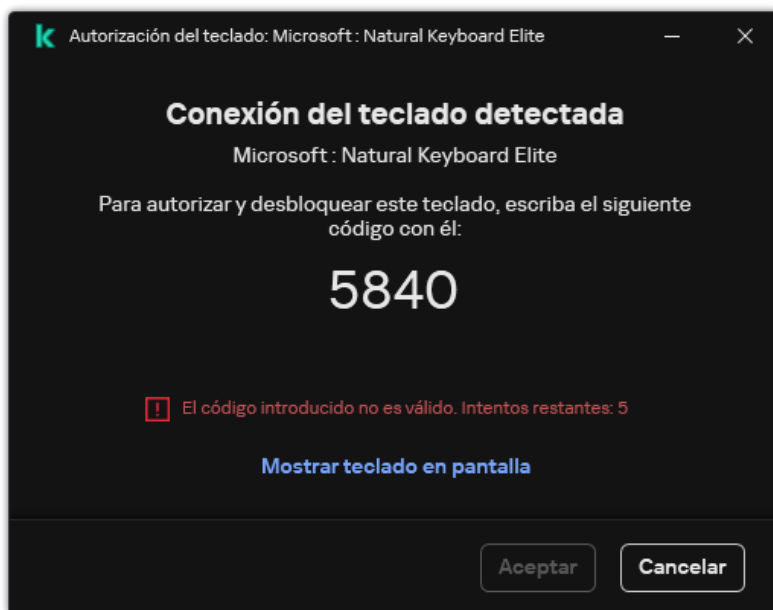 Autorización del teclado: Microsoft : Natural Keyboard Elite
Conexión del teclado detectada
Microsoft : Natural Keyboard Elite
Para autorizar y desbloquear este teclado, escriba el siguiente
código con él:
5840
El código introducido no es válido. Intentos restantes: 5
Mostrar teclado en pantalla
Aceptar
Cancelar